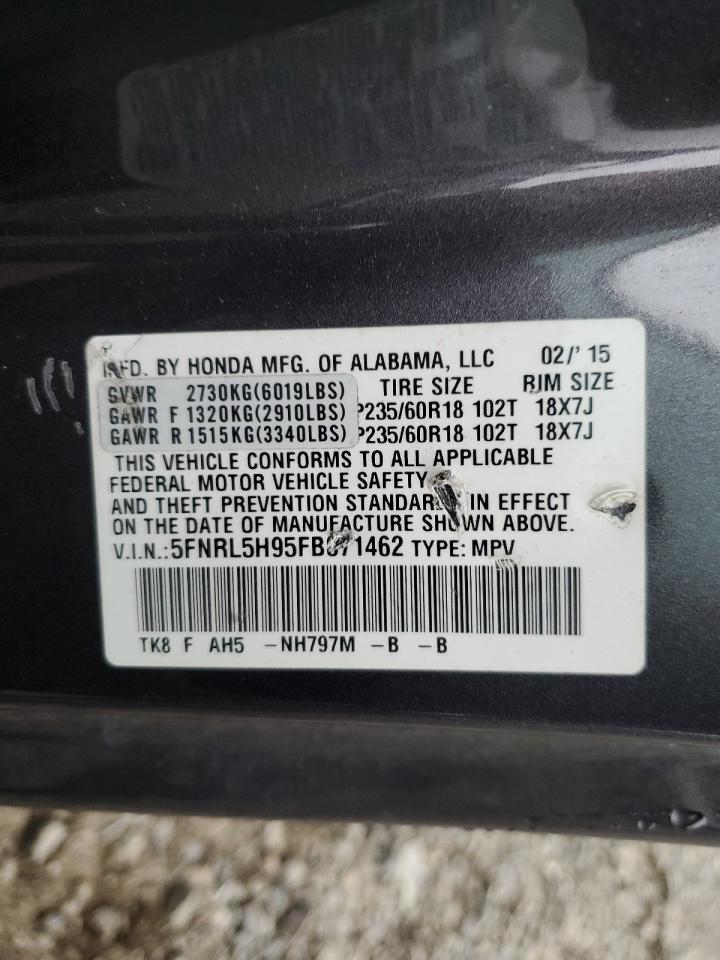 MFD. BY HONDA MFG. OF ALABAMA, LLC 02/'15
GVWR 2730KG(6019LBS) TIRE SIZE RIM SIZE
GAWR F 1320KG(2910LBS) P235/60R18 102T 18X7J
GAWR R 1515KG(3340LBS) P235/60R18 102T 18X7J
THIS VEHICLE CONFORMS TO ALL APPLICABLE
FEDERAL MOTOR VEHICLE SAFETY
AND THEFT PREVENTION STANDARDS IN EFFECT
ON THE DATE OF MANUFACTURE SHOWN ABOVE.
V.I.N.:5FNRL5H95FB071462 TYPE: MPV
TK8 F AH5 -NH797M -B -B